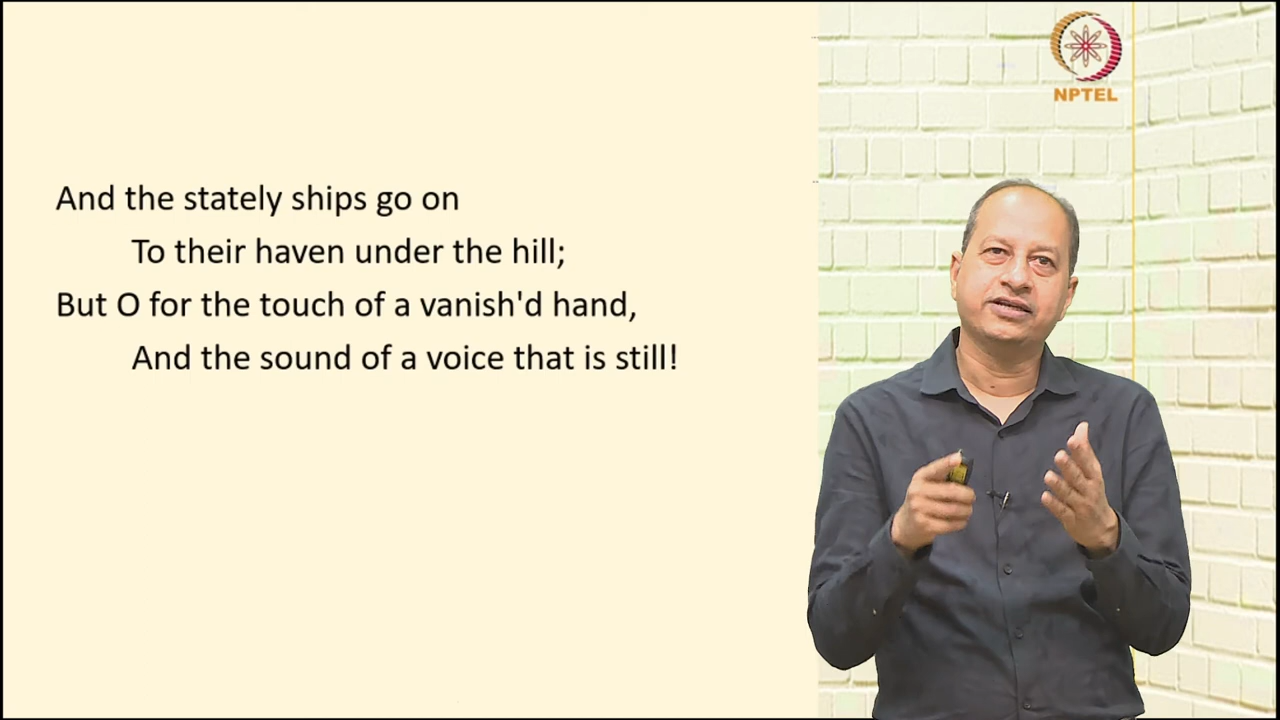 NPTEL
And the stately ships go on
To their haven under the hill;
But O for the touch of a vanish'd hand,
And the sound of a voice that is still!